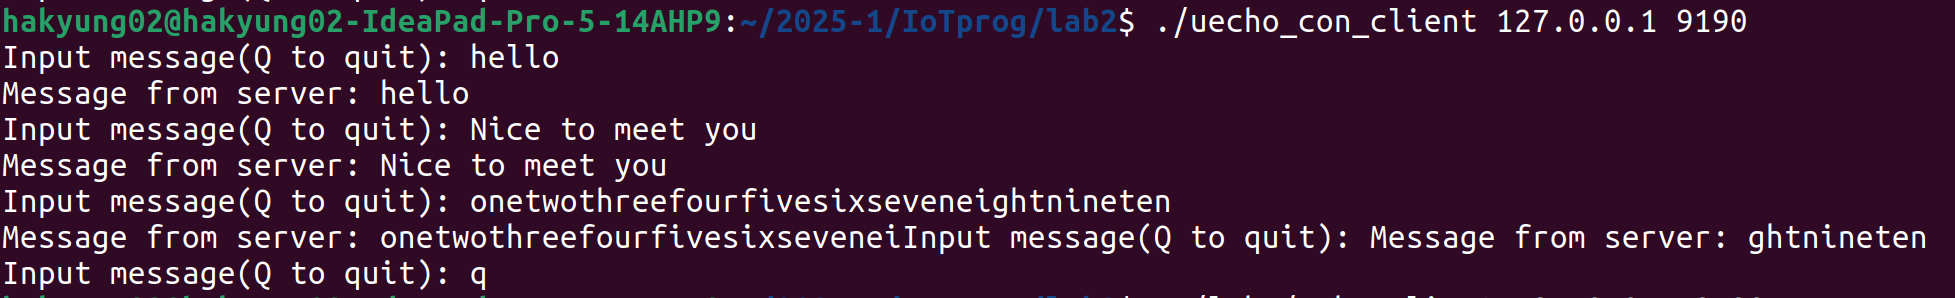 hakyung02@hakyung02-IdeaPad-Pro-5-14AHP9:~/2025-1/IoTprog/lab2$ ./uecho_con_client 127.0.0.1 9190
Input message(Q to quit): hello
Message from server: hello
Input message(Q to quit): Nice to meet you
Message from server: Nice to meet you
Input message(Q to quit): onetwothreefourfivesixseveneightnineten
Message from server: onetwothreefourfivesixseveneiInput message(Q to quit): Message from server: ghtnineten
Input message(Q to quit): q